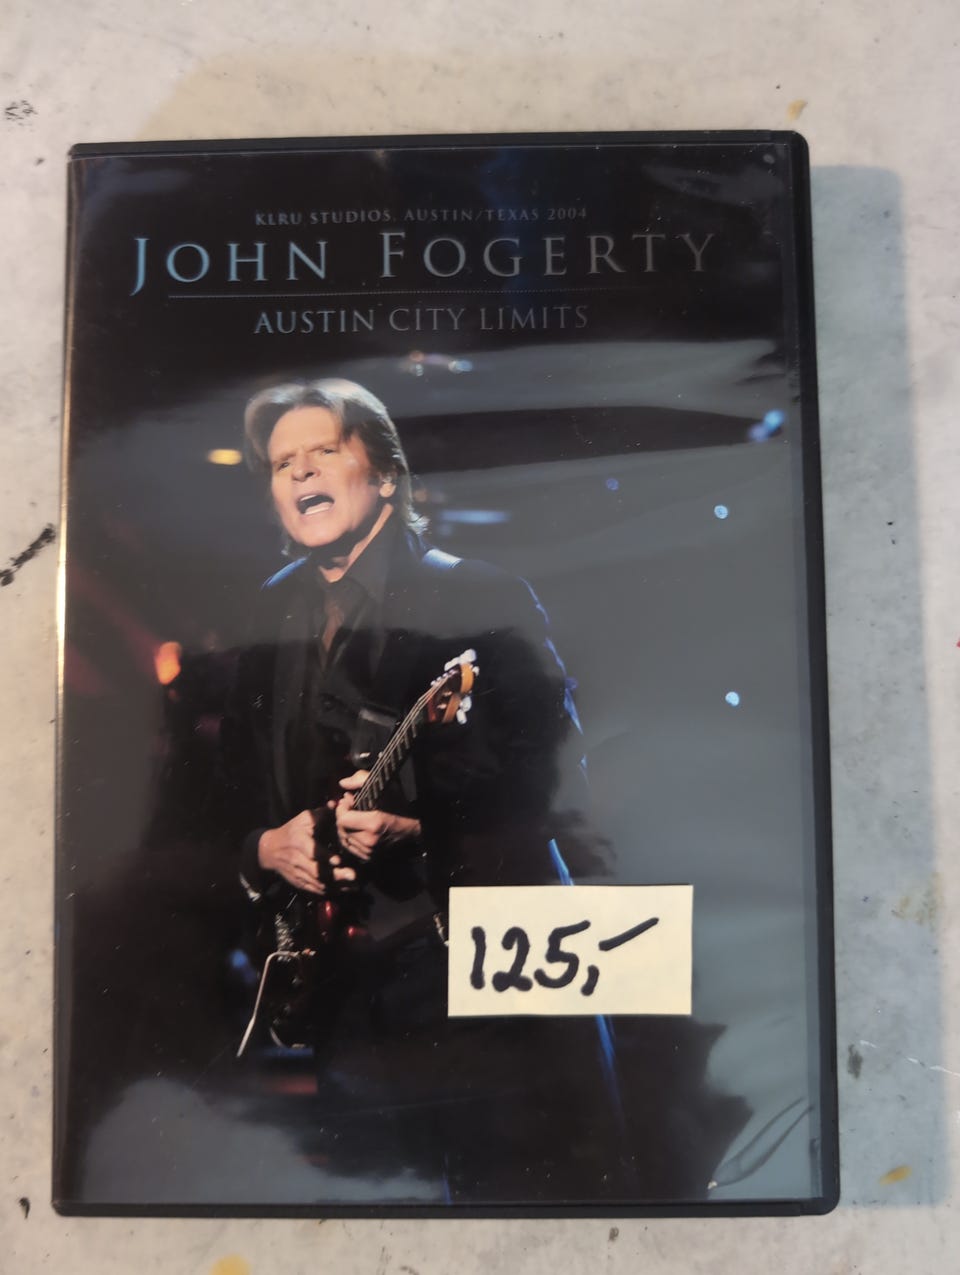 KLRU STUDIOS, AUSTIN/TEXAS 2004
JOHN FOGERTY
AUSTIN CITY LIMITS
125,-